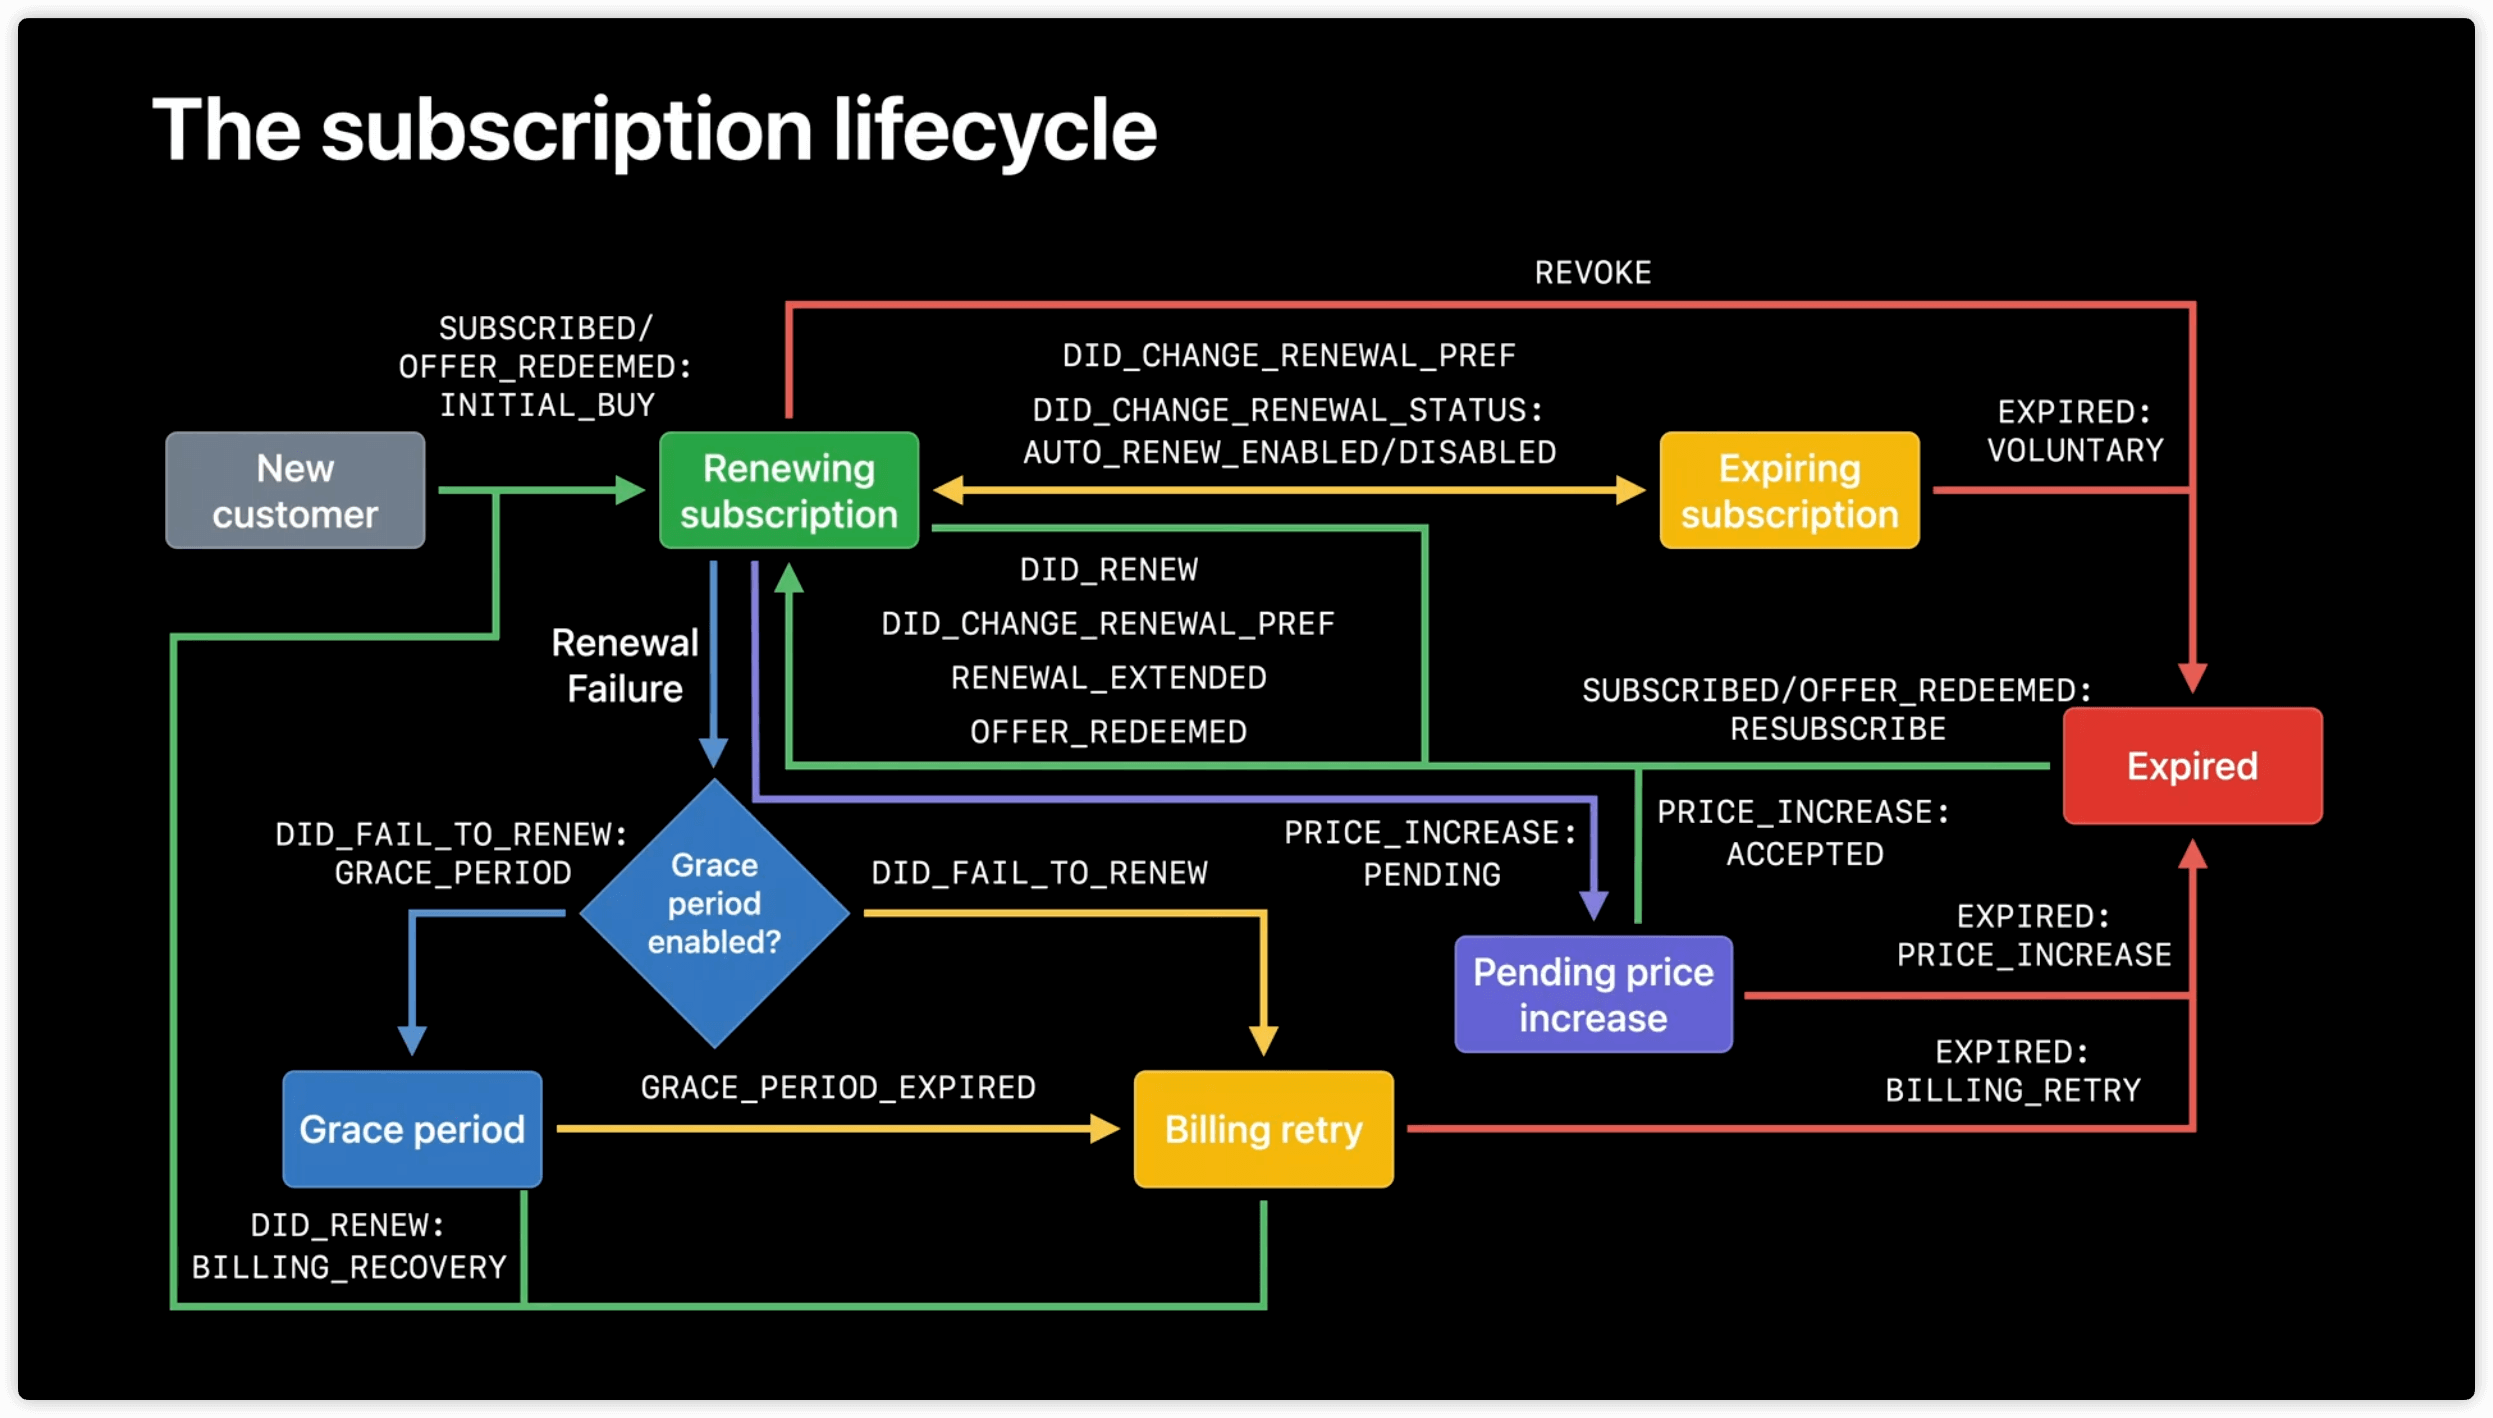 The subscription lifecycle
REVOKE
SUBSCRIBED/
OFFER_REDEEMED:
INITIAL_BUY
DID_CHANGE_RENEWAL_PREF
DID_CHANGE_RENEWAL_STATUS:
AUTO_RENEW_ENABLED/DISABLED
EXPIRED:
VOLUNTARY
New
customer
Renewing
subscription
Expiring
subscription
DID_RENEW
DID_CHANGE_RENEWAL_PREF
RENEWAL_EXTENDED
OFFER_REDEEMED
Renewal
Failure
SUBSCRIBED/OFFER_REDEEMED:
RESUBSCRIBE
Expired
DID_FAIL_TO_RENEW:
GRACE_PERIOD
Grace
period
enabled?
DID_FAIL_TO_RENEW
PRICE_INCREASE:
PENDING
PRICE_INCREASE:
ACCEPTED
EXPIRED:
PRICE_INCREASE
Pending price
increase
EXPIRED:
BILLING_RETRY
Grace period
GRACE_PERIOD_EXPIRED
Billing retry
DID_RENEW:
BILLING_RECOVERY